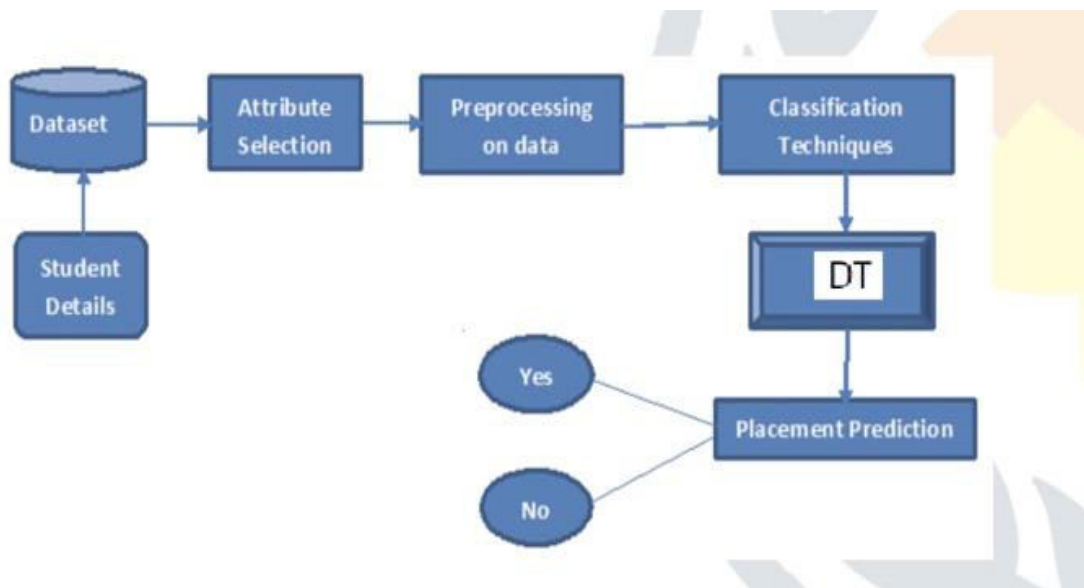 Dataset
Attribute
Selection
Preprocessing
on data
Classification
Techniques
Student
Details
DT
Yes
Placement Prediction
No